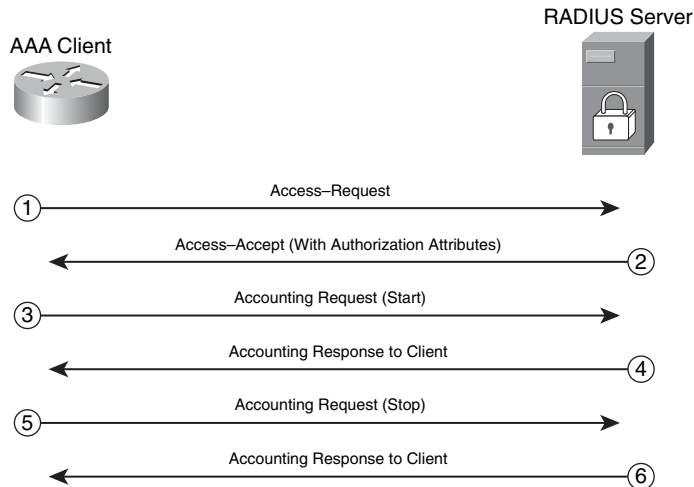 RADIUS Server
AAA Client
Access–Request
1
Access–Accept (With Authorization Attributes)
2
Accounting Request (Start)
3
Accounting Response to Client
4
Accounting Request (Stop)
5
Accounting Response to Client
6